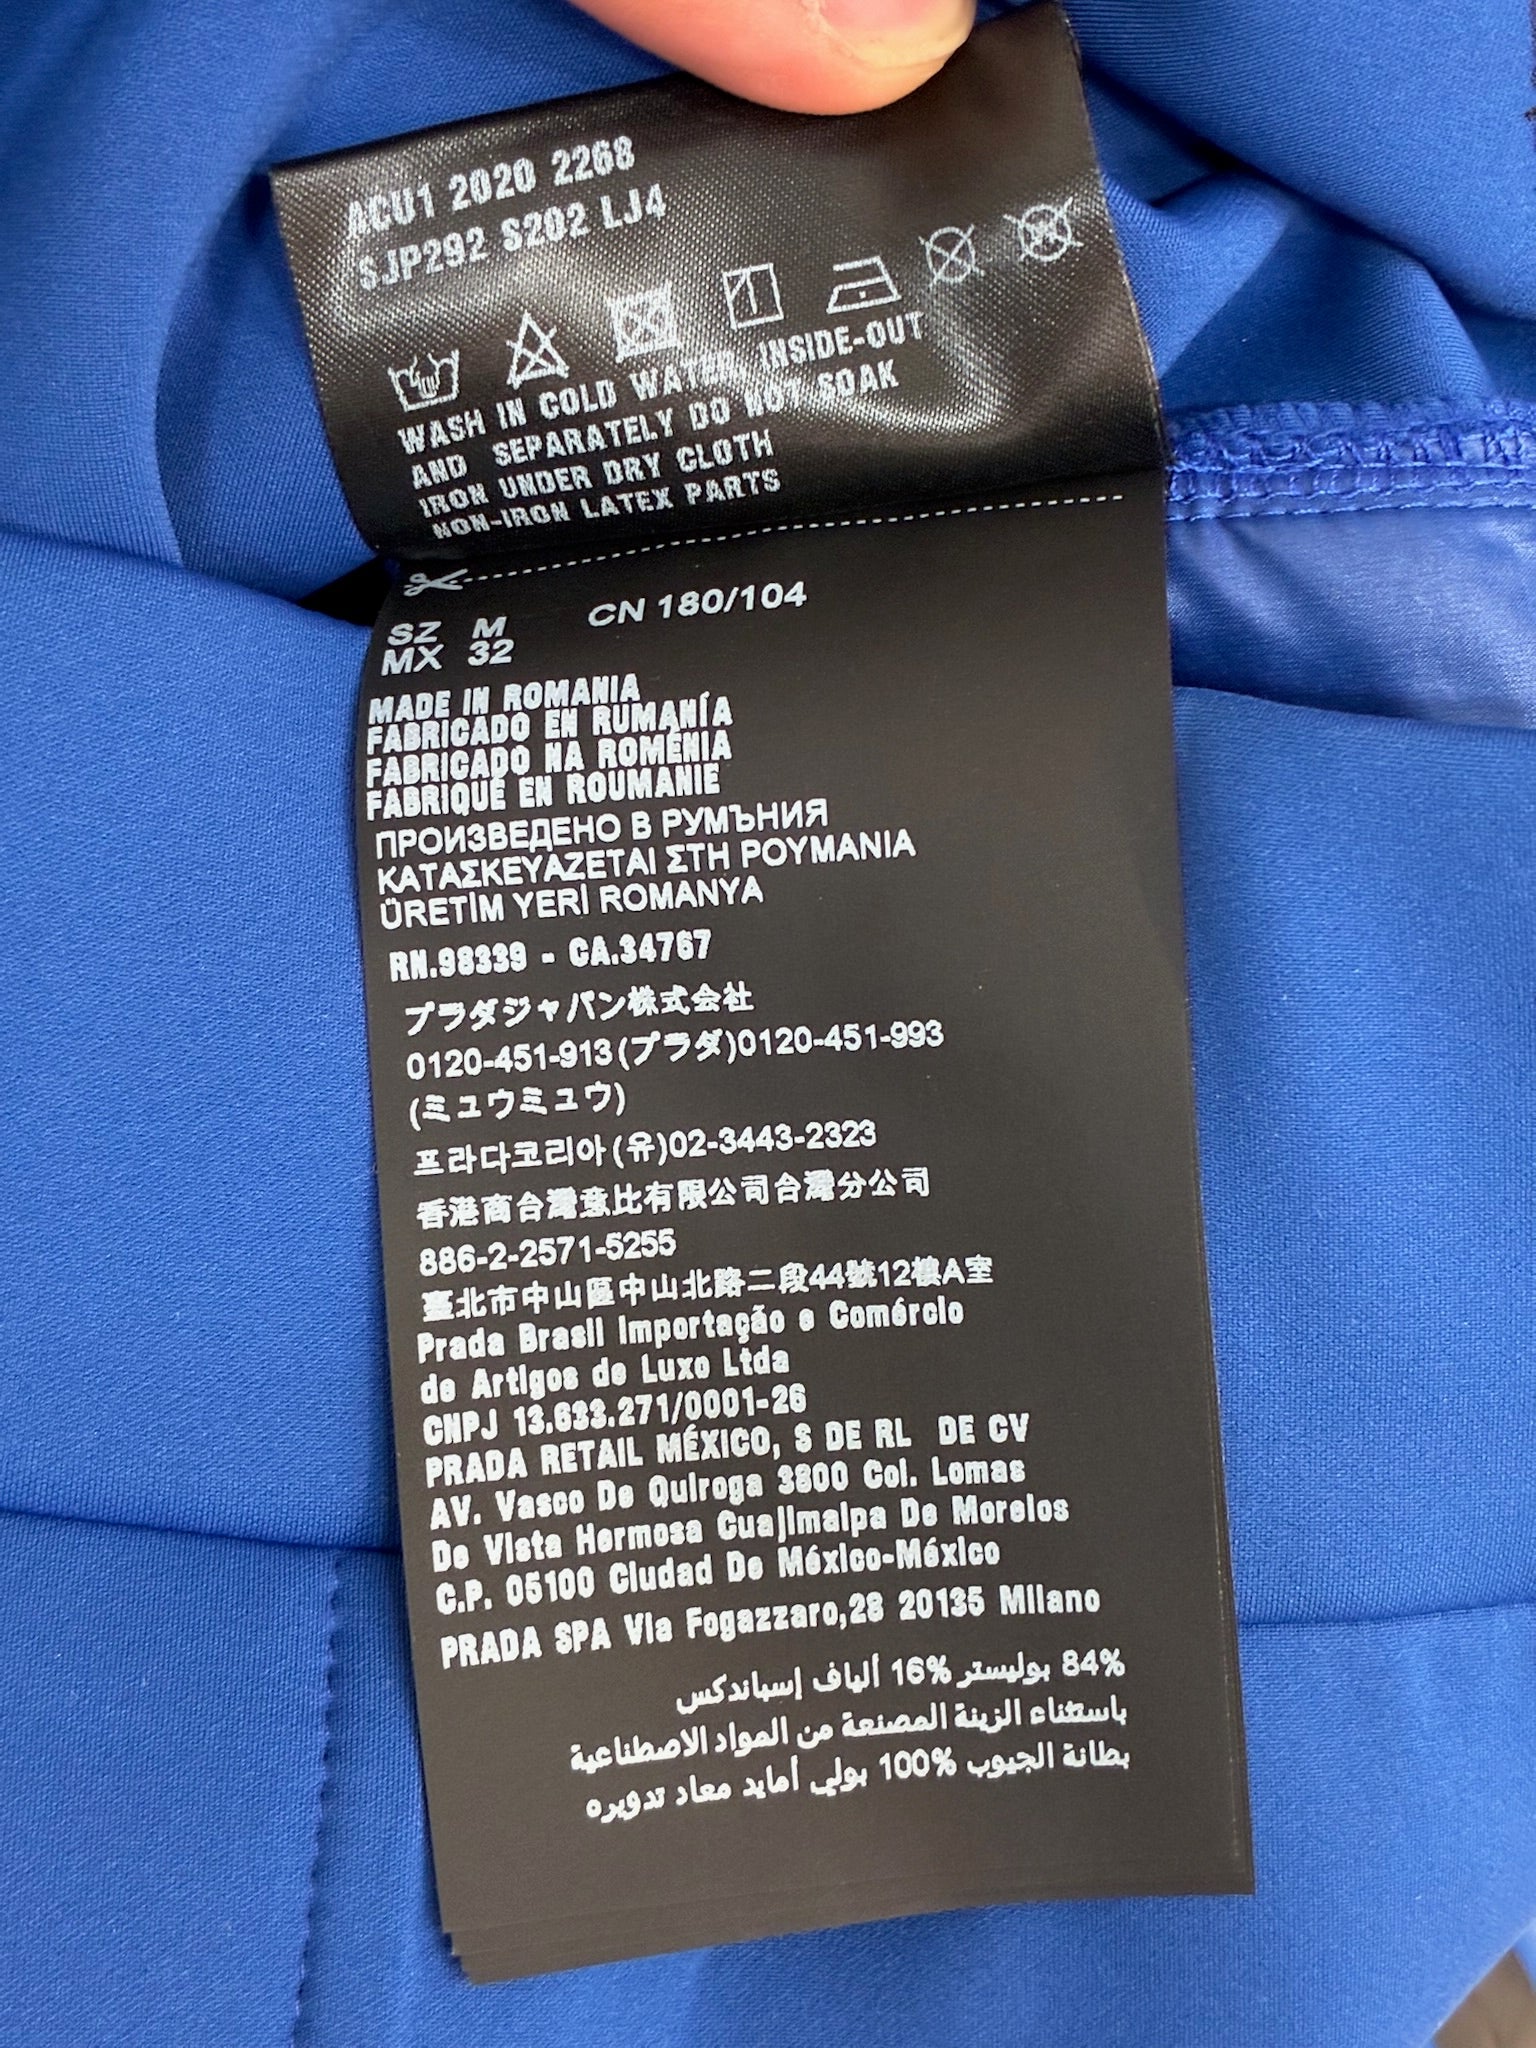 ACU1 2020 2268
SJP292 S202 LJ4
WASH IN COLD WATER, INSIDE-OUT
AND SEPARATELY DO NOT SOAK
IRON UNDER DRY CLOTH
NON-IRON LATEX PARTS
SZ M CN 180/104
MX 32
MADE IN ROMANIA
FABRICADO EN RUMANÍA
FABRICADO NA ROMÊNIA
FABRIQUÉ EN ROUMANIE
ПРОИЗВЕДЕНО В РУМЪНИЯ
ΚΑΤΑΣΚΕΥΑΖΕΤΑΙ ΣΤΗ ΡΟΥΜΑΝΙΑ
ÜRETİM YERİ ROMANYA
RN.98339 - CA.34767
プラダジャパン株式会社
0120-451-913(プラダ)0120-451-993
(ミュウミュウ)
프라다코리아(유)02-3443-2323
香港商台灣意比有限公司台灣分公司
886-2-2571-5255
臺北市中山區中山北路二段44號12樓A室
Prada Brasil Importação e Comércio
de Artigos de Luxo Ltda
CNPJ 13.633.271/0001-26
PRADA RETAIL MÉXICO, S DE RL DE CV
AV. Vasco De Quiroga 3800 Col. Lomas
De Vista Hermosa Cuajimalpa De Morelos
C.P. 05100 Ciudad De México-México
PRADA SPA Via Fogazzaro,28 20135 Milano
84% بوليستر 16% ألياف إسباندكس
باستثناء الزينة المصنعة من المواد الاصطناعية
بطانة الجيوب 100% بولي أمايد معاد تدويره